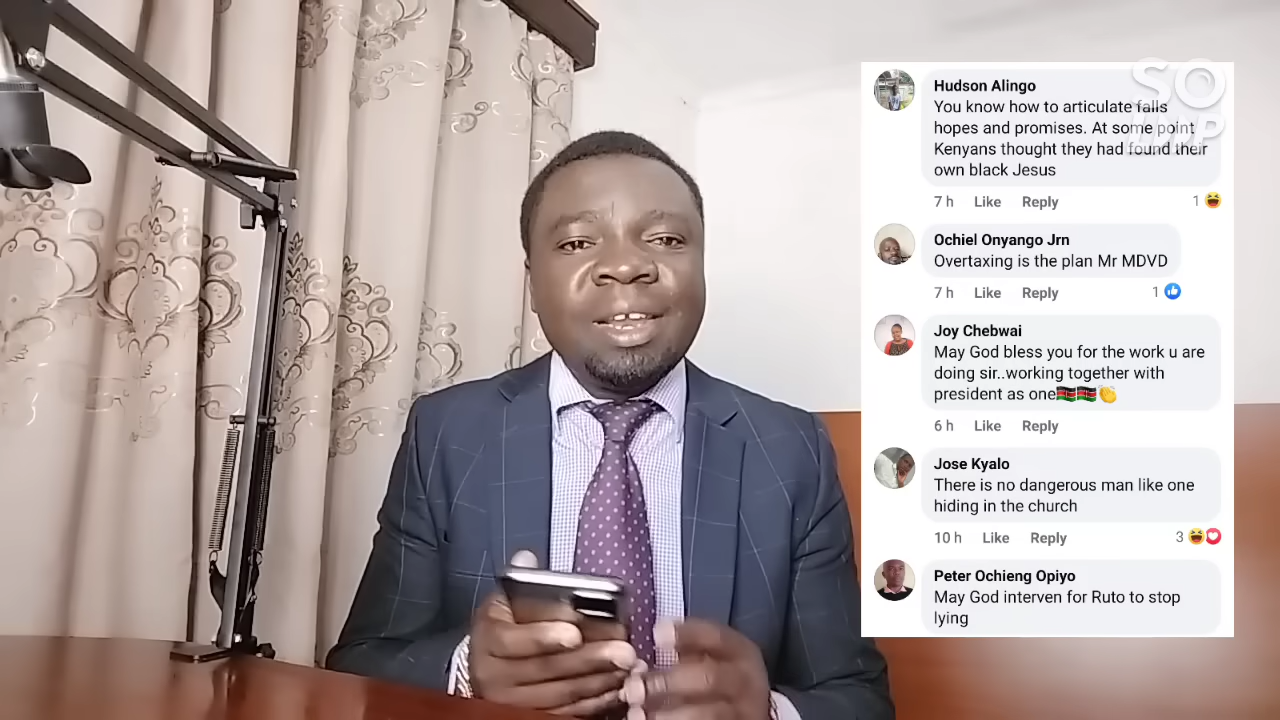 SO
Hudson Alingo
You know how to articulate falls
hopes and promises. At some point
Kenyans thought they had found their
own black Jesus
7 h Like Reply 1
Ochiel Onyango Jrn
Overtaxing is the plan Mr MDVD
7 h Like Reply 1
Joy Chebwai
May God bless you for the work u are
doing sir..working together with
president as one🇰🇪🇰🇪👏
6 h Like Reply
Jose Kyalo
There is no dangerous man like one
hiding in the church
10 h Like Reply 3
Peter Ochieng Opiyo
May God interven for Ruto to stop
lying